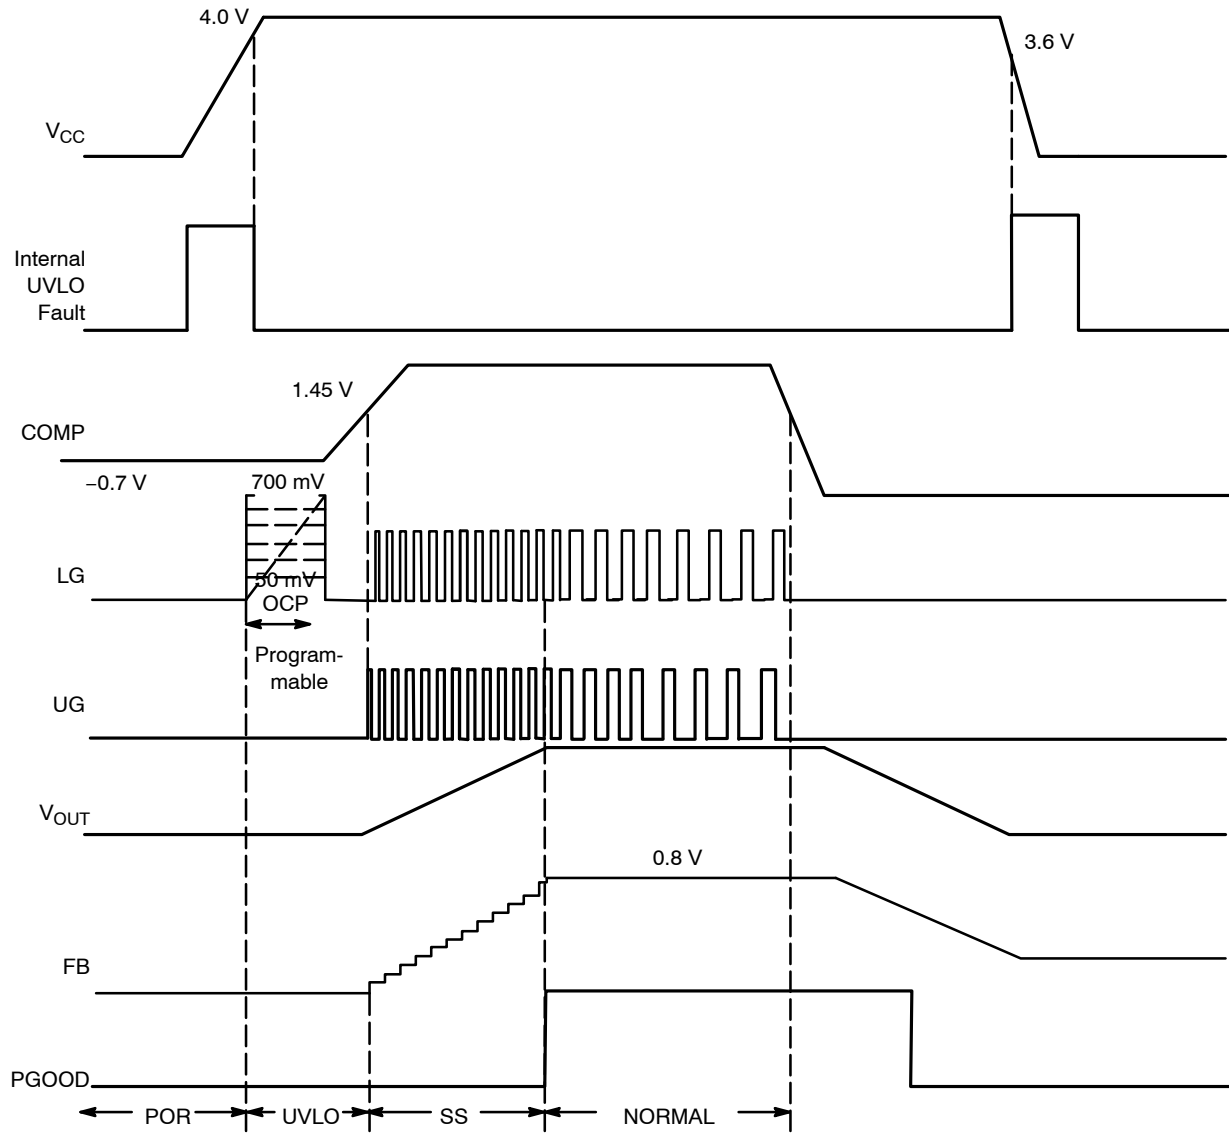 4.0 V
3.6 V
VCC
Internal
UVLO
Fault
1.45 V
COMP
−0.7 V
700 mV
LG
50 mV
OCP
Program-
mable
UG
VOUT
0.8 V
FB
PGOOD
POR
UVLO
SS
NORMAL